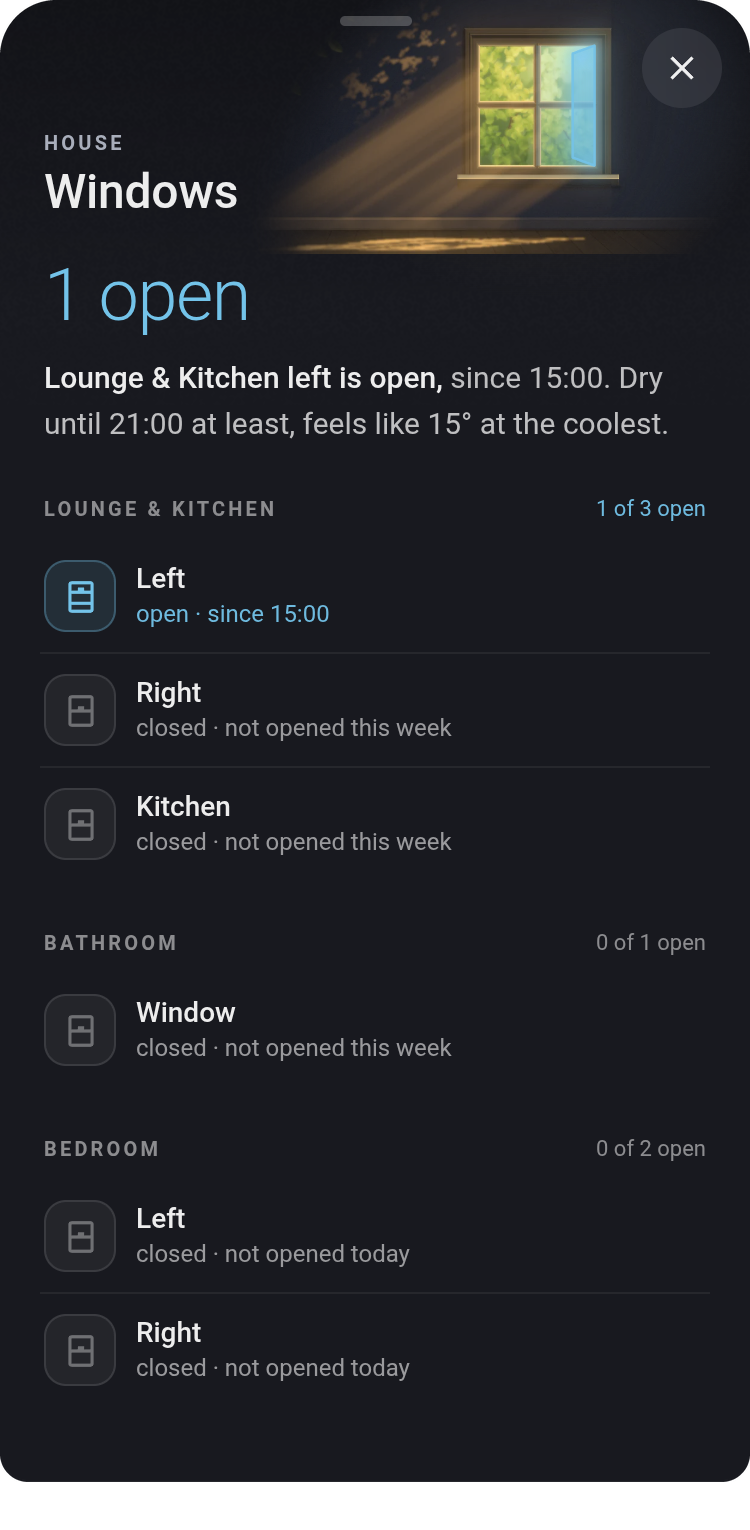 HOUSE
Windows
1 open
Lounge & Kitchen left is open, since 15:00. Dry
until 21:00 at least, feels like 15° at the coolest.
LOUNGE & KITCHEN
1 of 3 open
Left
open · since 15:00
Right
closed · not opened this week
Kitchen
closed · not opened this week
BATHROOM
0 of 1 open
Window
closed · not opened this week
BEDROOM
0 of 2 open
Left
closed · not opened today
Right
closed · not opened today